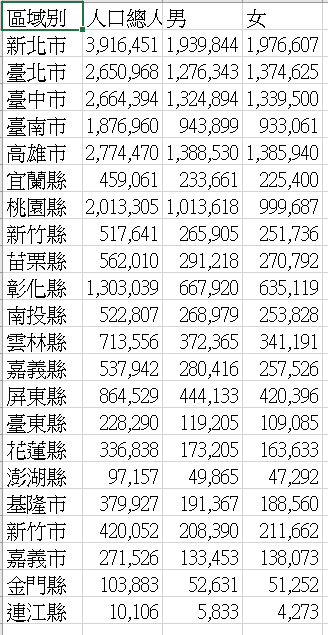 區域別 人口總人 男 女
新北市 3,916,451 1,939,844 1,976,607
臺北市 2,650,968 1,276,343 1,374,625
臺中市 2,664,394 1,324,894 1,339,500
臺南市 1,876,960 943,899 933,061
高雄市 2,774,470 1,388,530 1,385,940
宜蘭縣 459,061 233,661 225,400
桃園縣 2,013,305 1,013,618 999,687
新竹縣 517,641 265,905 251,736
苗栗縣 562,010 291,218 270,792
彰化縣 1,303,039 667,920 635,119
南投縣 522,807 268,979 253,828
雲林縣 713,556 372,365 341,191
嘉義縣 537,942 280,416 257,526
屏東縣 864,529 444,133 420,396
臺東縣 228,290 119,205 109,085
花蓮縣 336,838 173,205 163,633
澎湖縣 97,157 49,865 47,292
基隆市 379,927 191,367 188,560
新竹市 420,052 208,390 211,662
嘉義市 271,526 133,453 138,073
金門縣 103,883 52,631 51,252
連江縣 10,106 5,833 4,273